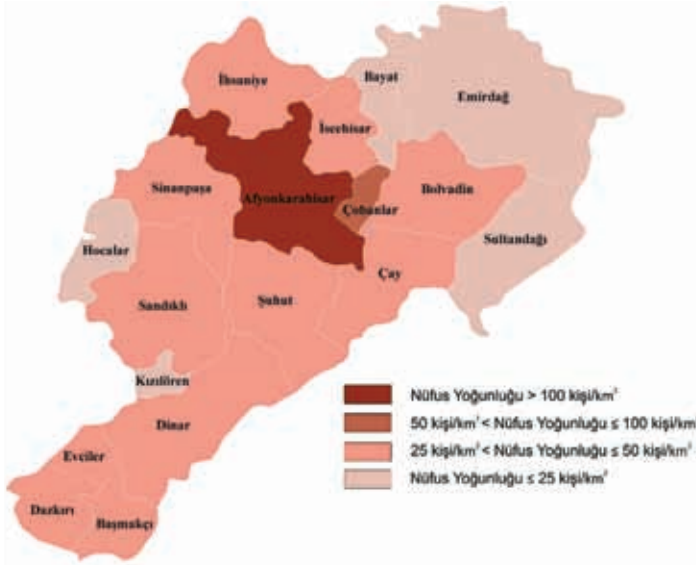 İhsaniye
Bayat
Emirdağ
İscehisar
Sinanpaşa
Afyonkarahisar
Çobanlar
Bolvadin
Hocalar
Sultandağı
Çay
Sandıklı
Şuhut
Kızılören
Dinar
Evciler
Dazkırı
Başmakçı
Nüfus Yoğunluğu > 100 kişi/km²
50 kişi/km² < Nüfus Yoğunluğu ≤ 100 kişi/km
25 kişi/km² < Nüfus Yoğunluğu ≤ 50 kişi/km²
Nüfus Yoğunluğu ≤ 25 kişi/km²